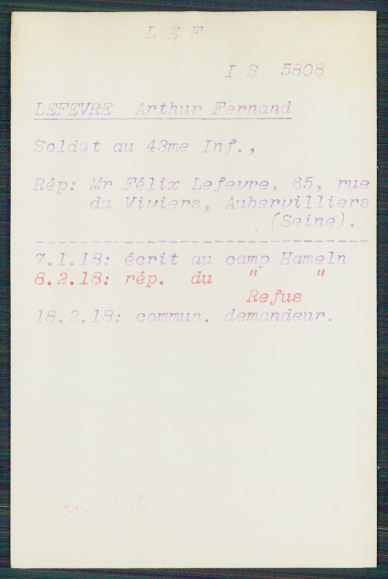 L E F
I S 5808
LEFEVRE Arthur Fernand
Soldat au 43me Inf.,
Rép: Mr Félix Lefevre, 65, rue
du Viviers, Aubervilliers
(Seine).
7.1.18: écrit au camp Hameln
8.2.18: rép. du " "
Refus
18.2.18: commun. demandeur.